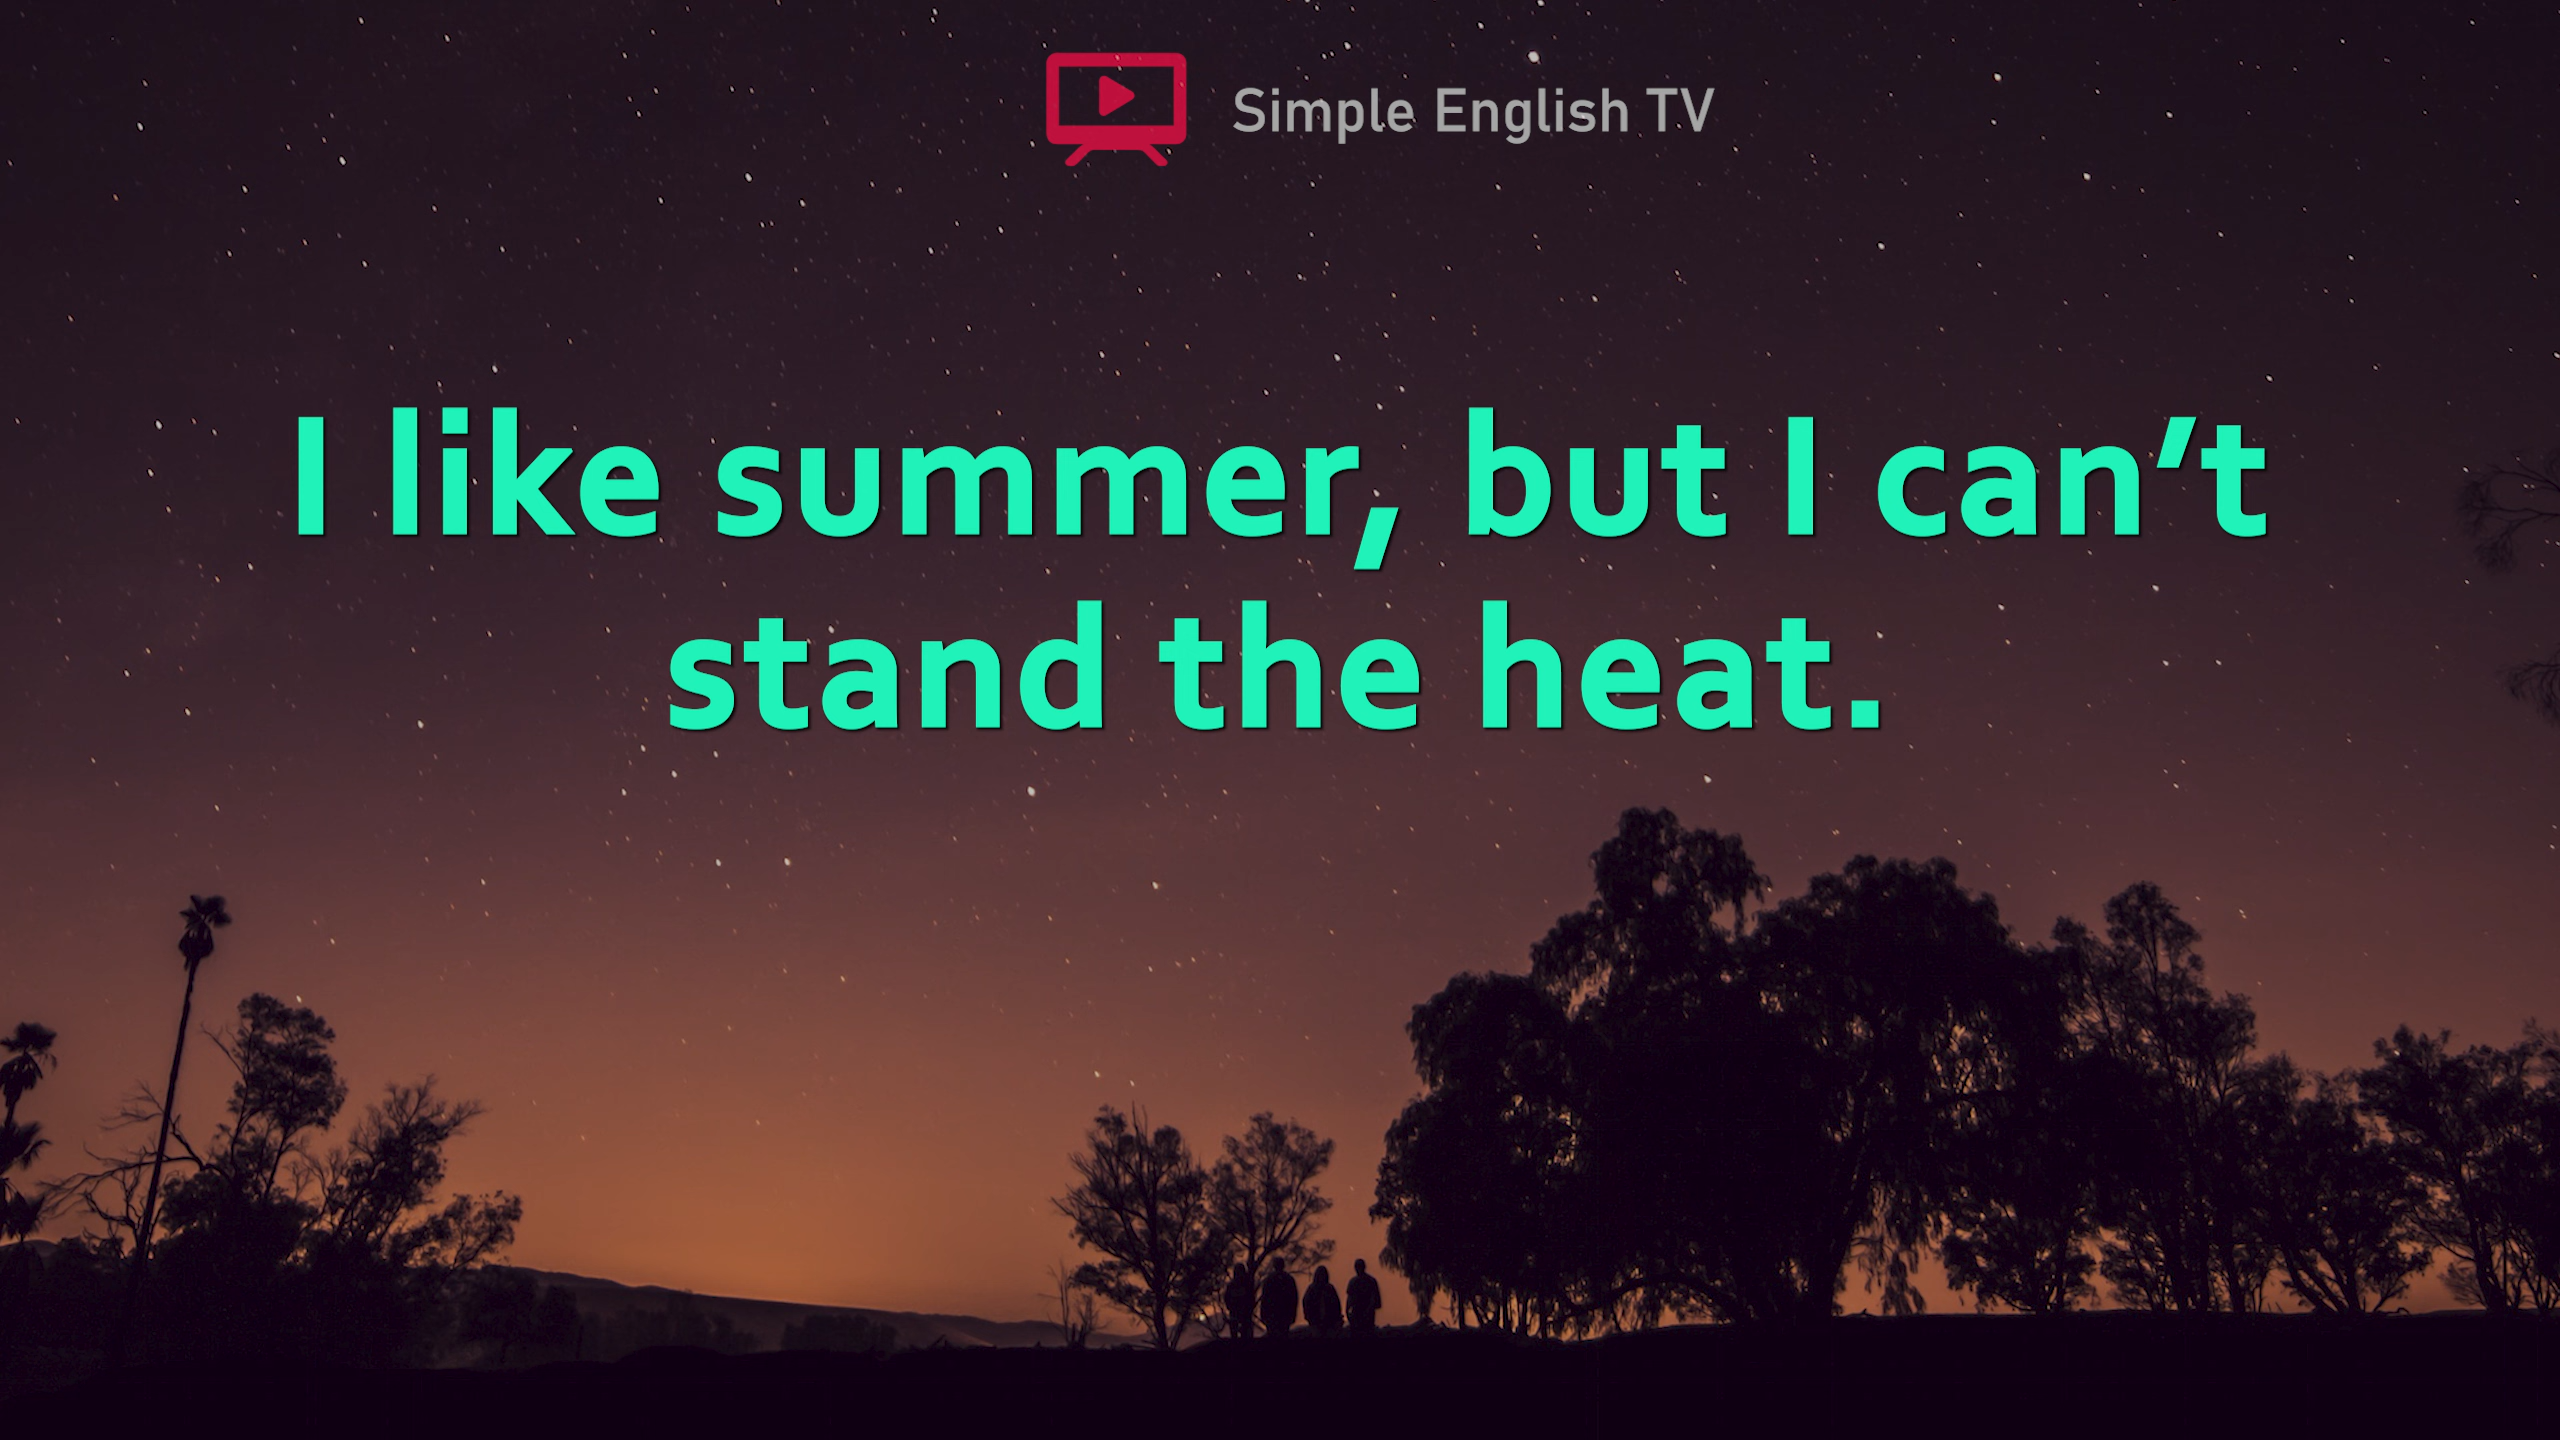 Simple English TV
I like summer, but I can’t
stand the heat.